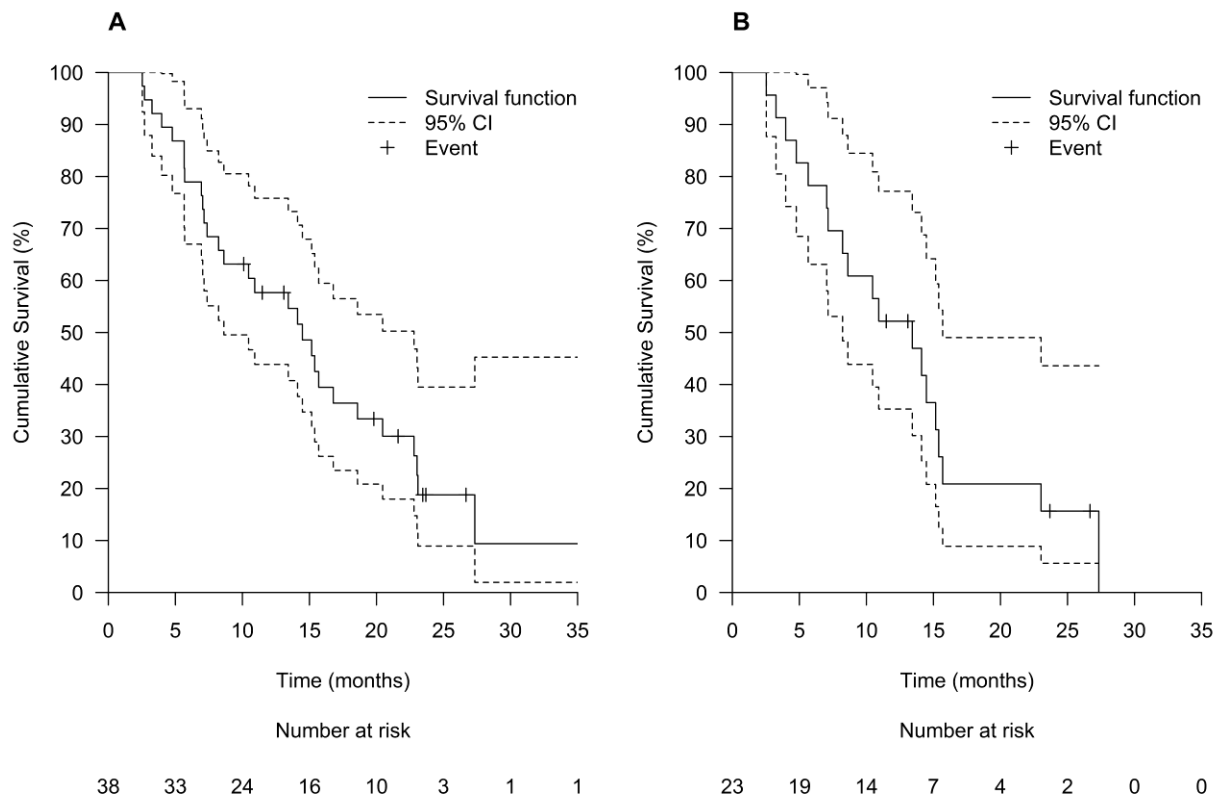 A
100
90
80
70
60
50
40
30
20
10
0
Cumulative Survival (%)
Survival function
95% CI
Event
0 5 10 15 20 25 30 35
Time (months)
Number at risk
38 33 24 16 10 3 1 1
B
100
90
80
70
60
50
40
30
20
10
0
Cumulative Survival (%)
Survival function
95% CI
Event
0 5 10 15 20 25 30 35
Time (months)
Number at risk
23 19 14 7 4 2 0 0